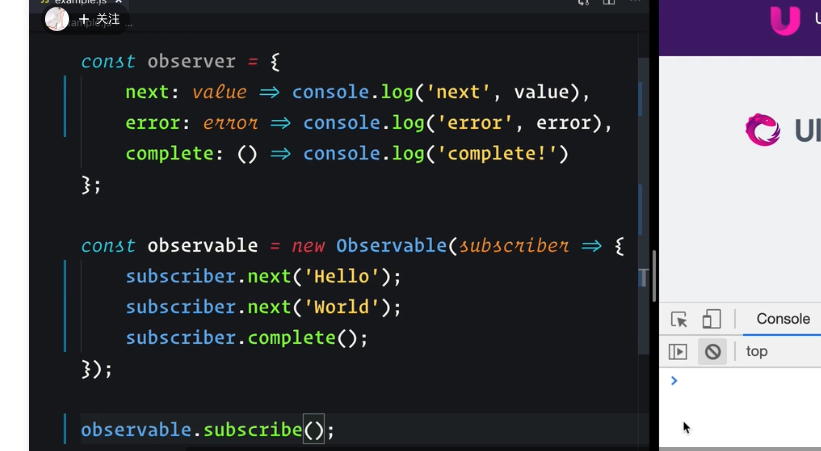 example.js
+ 关注
const observer = {
next: value => console.log('next', value),
error: error => console.log('error', error),
complete: () => console.log('complete!')
};
const observable = new Observable(subscriber => {
subscriber.next('Hello');
subscriber.next('World');
subscriber.complete();
});
observable.subscribe();
Console
top